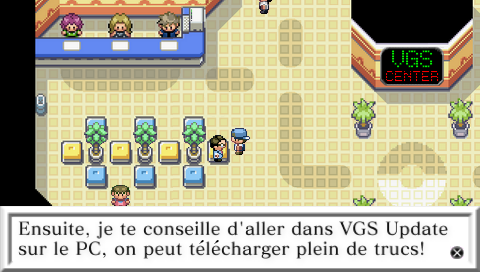 VGS
CENTER
Ensuite, je te conseille d'aller dans VGS Update
sur le PC, on peut télécharger plein de trucs!